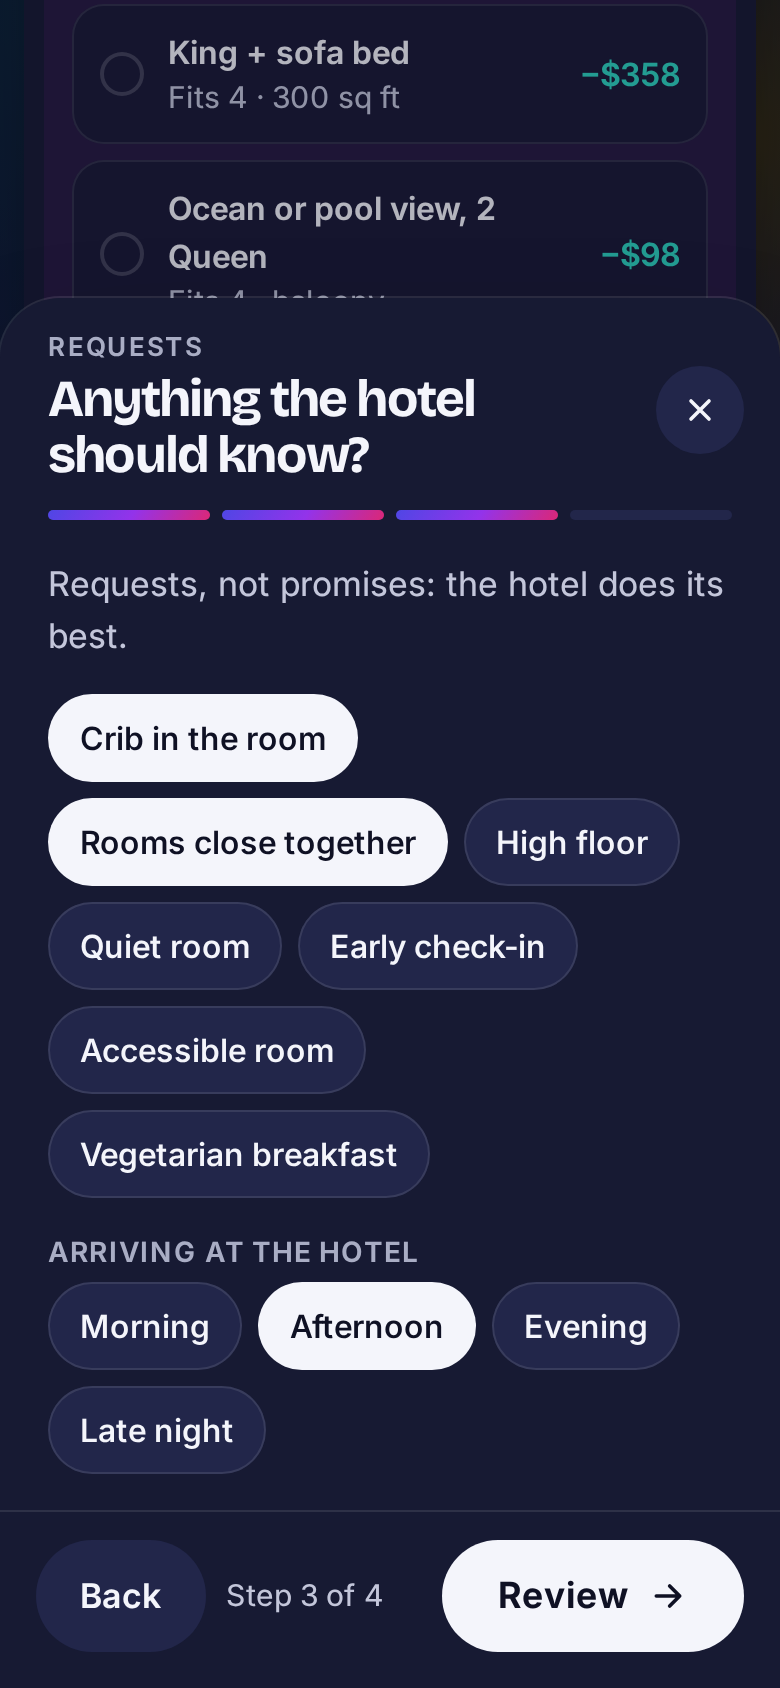 King + sofa bed
Fits 4 · 300 sq ft
−$358
Ocean or pool view, 2
Queen
−$98
Fits 4 · balcony
REQUESTS
Anything the hotel
should know?
Requests, not promises: the hotel does its
best.
Crib in the room
Rooms close together
High floor
Quiet room
Early check-in
Accessible room
Vegetarian breakfast
ARRIVING AT THE HOTEL
Morning
Afternoon
Evening
Late night
Back
Step 3 of 4
Review →